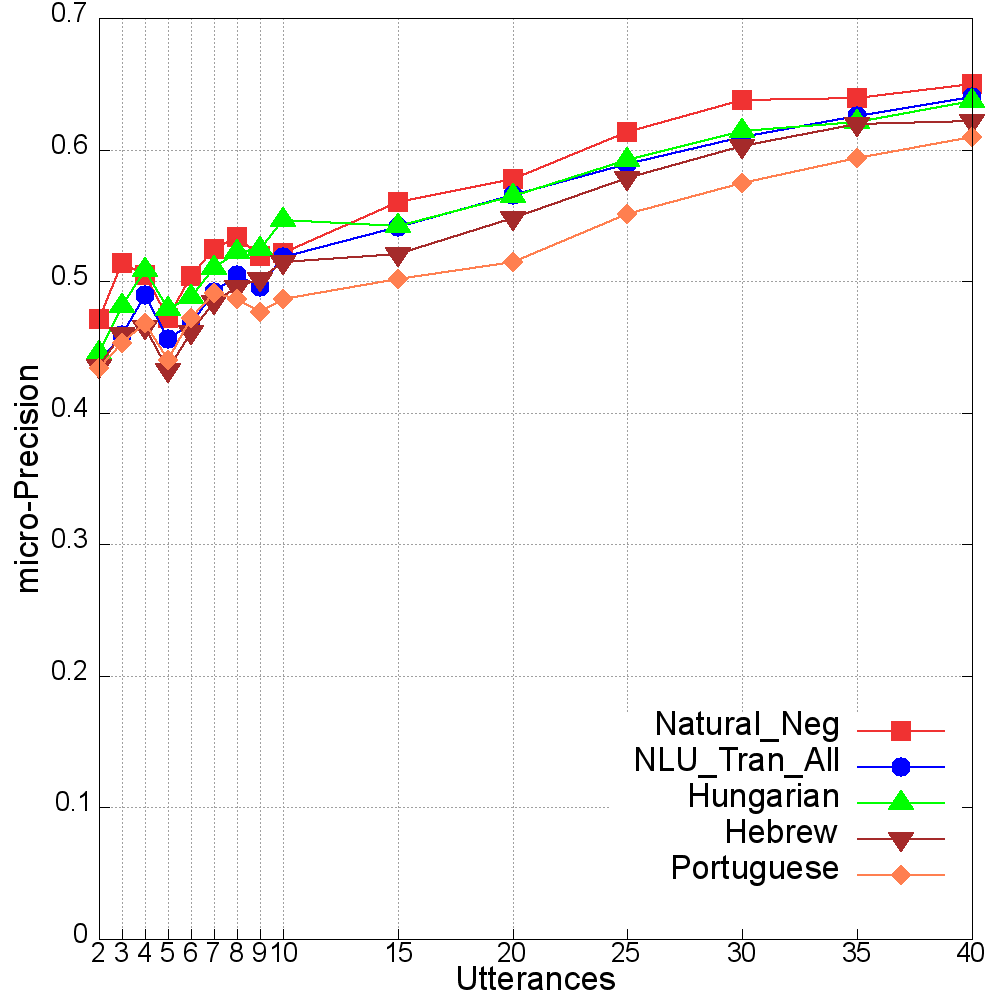 0.7
0.6
0.5
0.4
0.3
0.2
0.1
0
micro-Precision
Natural_Neg
NLU_Tran_All
Hungarian
Hebrew
Portuguese
2 3 4 5 6 7 8 9 10 15 20 25 30 35 40
Utterances